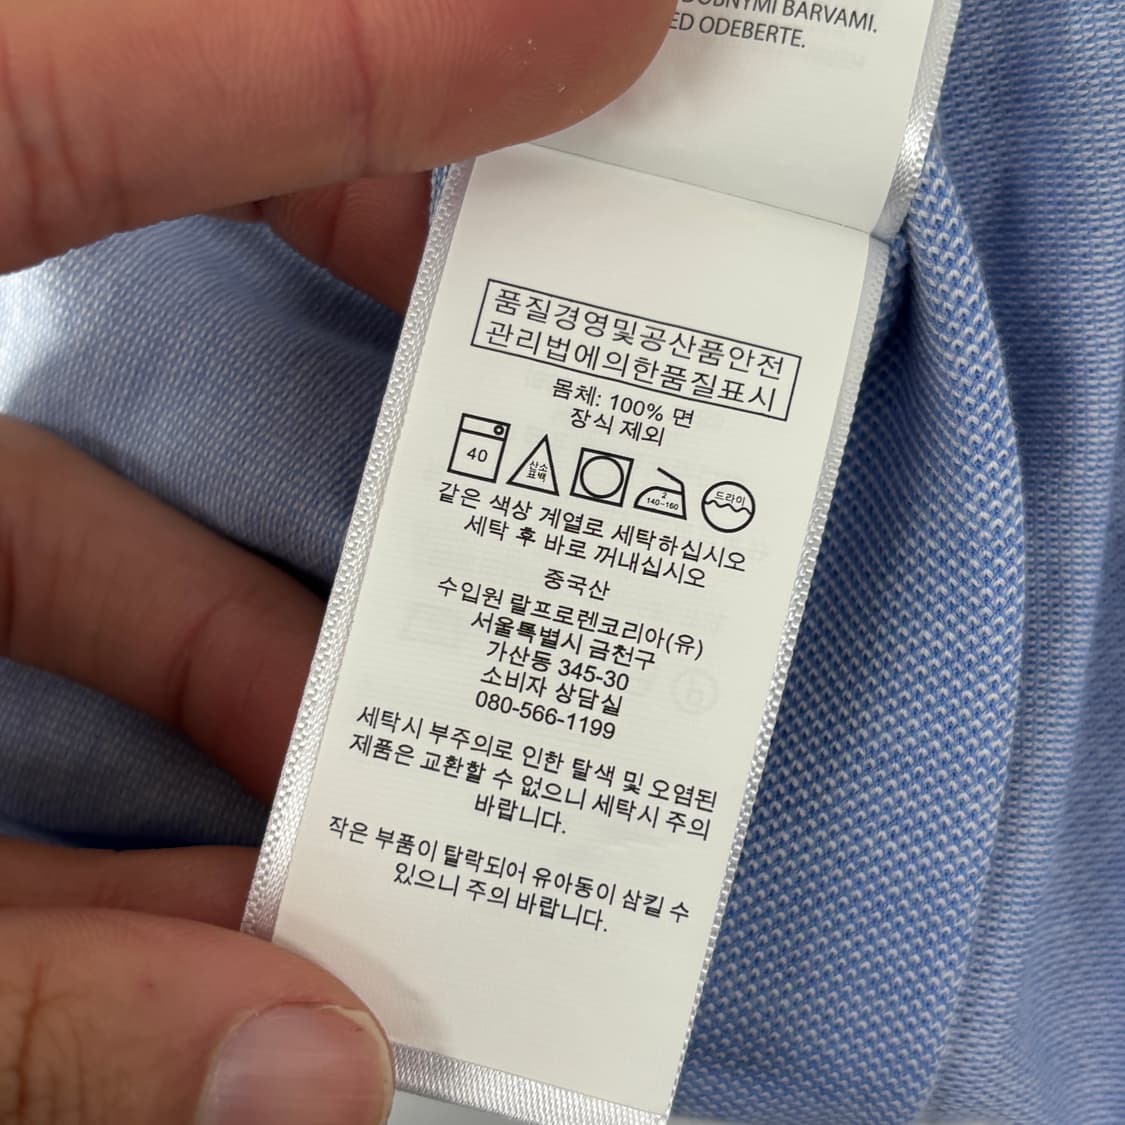 DOBNÝMI BARVAMI.
ED ODEBERTE.
품질경영및공산품안전
관리법에의한품질표시
몸체: 100% 면
장식 제외
40 산소 표백 2 140~160 드라이
같은 색상 계열로 세탁하십시오
세탁 후 바로 꺼내십시오
중국산
수입원 랄프로렌코리아(유)
서울특별시 금천구
가산동 345-30
소비자 상담실
080-566-1199
세탁시 부주의로 인한 탈색 및 오염된
제품은 교환할 수 없으니 세탁시 주의
바랍니다.
작은 부품이 탈락되어 유아동이 삼킬 수
있으니 주의 바랍니다.